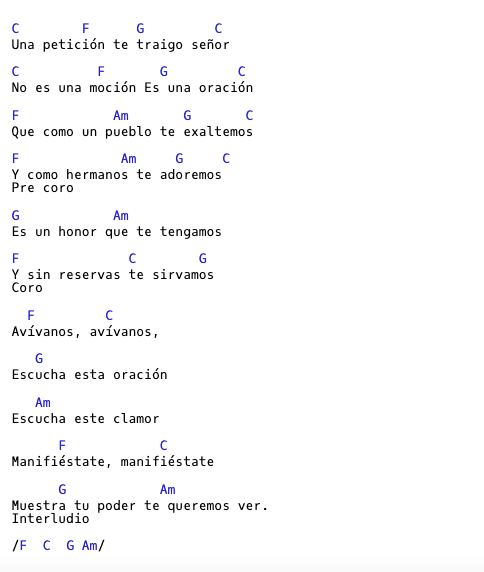 C        F      G         C
Una petición te traigo señor
C          F       G         C
No es una moción Es una oración
F            Am       G       C
Que como un pueblo te exaltemos
F             Am     G     C
Y como hermanos te adoremos
Pre coro
G            Am
Es un honor que te tengamos
F              C        G
Y sin reservas te sirvamos
Coro
  F         C
Avívanos, avívanos,
   G
Escucha esta oración
   Am
Escucha este clamor
      F            C
Manifiéstate, manifiéstate
      G            Am
Muestra tu poder te queremos ver.
Interludio
/F  C  G Am/